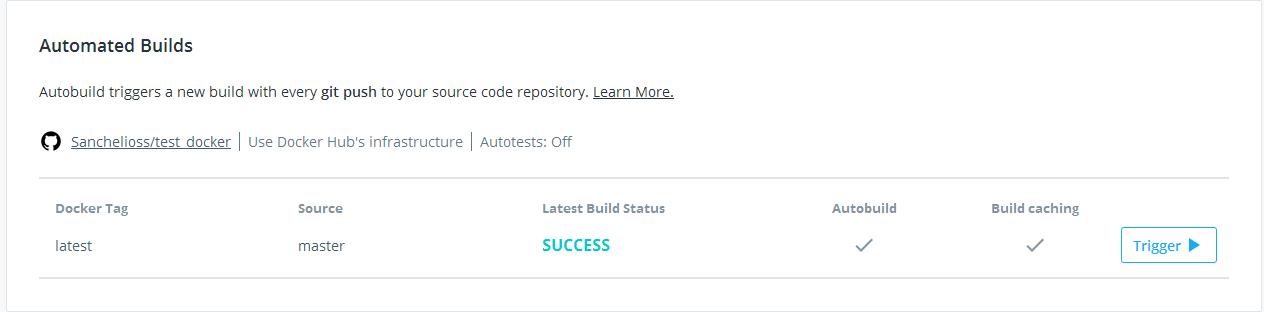 Automated Builds
Autobuild triggers a new build with every git push to your source code repository. Learn More.
Sanchelioss/test_docker | Use Docker Hub's infrastructure | Autotests: Off
Docker Tag Source Latest Build Status Autobuild Build caching
latest master SUCCESS Trigger